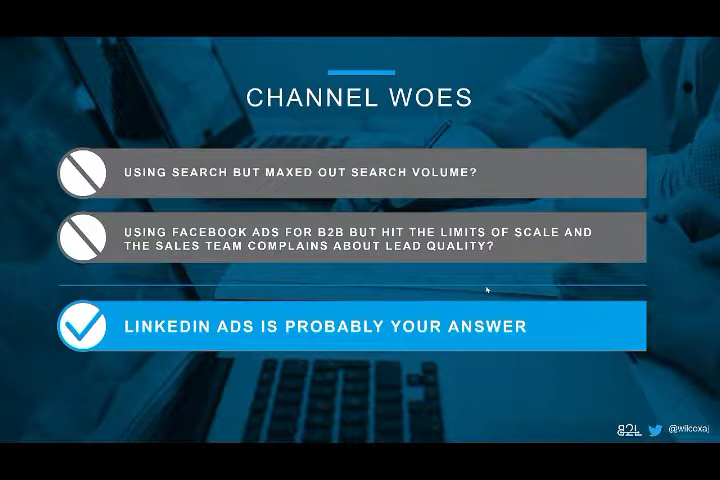 CHANNEL WOES
USING SEARCH BUT MAXED OUT SEARCH VOLUME?
USING FACEBOOK ADS FOR B2B BUT HIT THE LIMITS OF SCALE AND
THE SALES TEAM COMPLAINS ABOUT LEAD QUALITY?
LINKEDIN ADS IS PROBABLY YOUR ANSWER
B2L @wilcoxaj